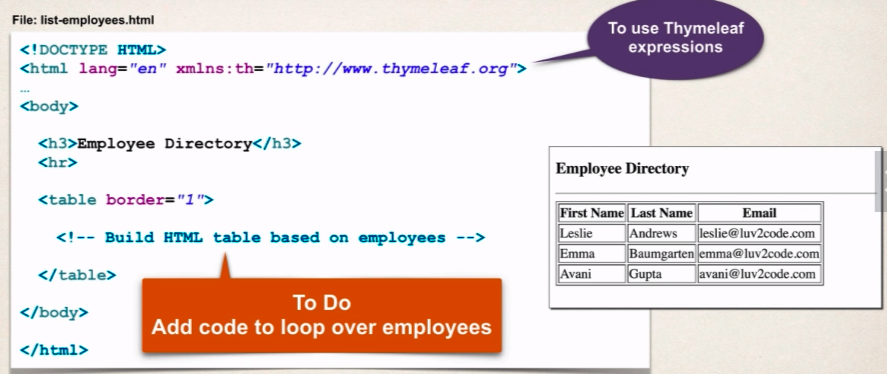 File: list-employees.html
<!DOCTYPE HTML>
<html lang="en" xmlns:th="http://www.thymeleaf.org">
…
<body>
<h3>Employee Directory</h3>
<hr>
<table border="1">
<!-- Build HTML table based on employees -->
</table>
</body>
</html>
To use Thymeleaf
expressions
To Do
Add code to loop over employees
Employee Directory
First Name Last Name Email
Leslie Andrews leslie@luv2code.com
Emma Baumgarten emma@luv2code.com
Avani Gupta avani@luv2code.com